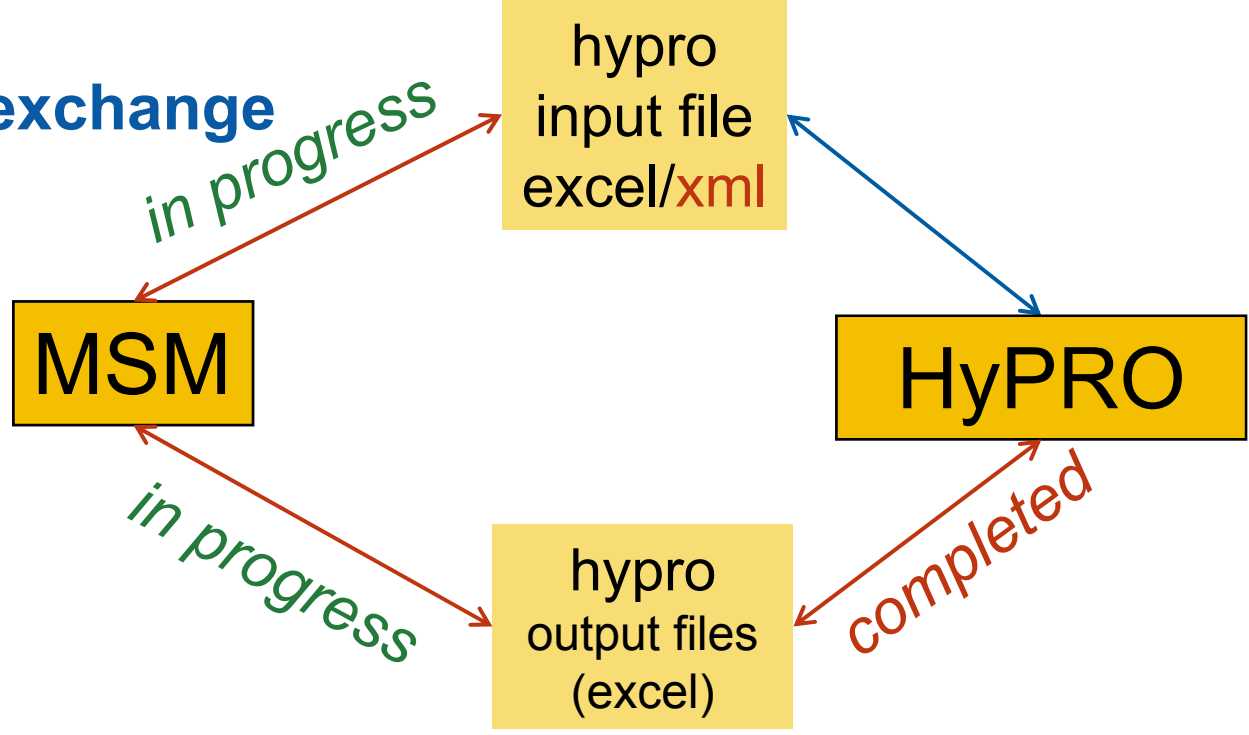 hypro
input file
excel/xml
exchange
in progress
MSM
HyPRO
in progress
completed
hypro
output files
(excel)